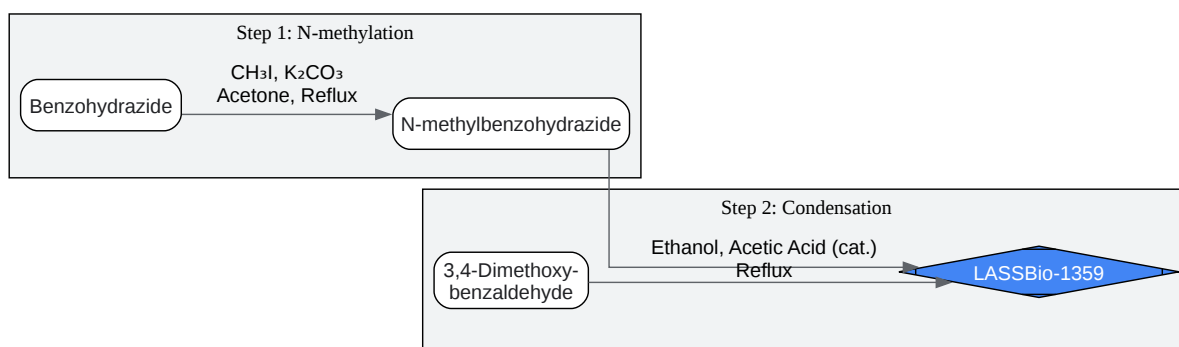 Step 1: N-methylation
CH₃I, K₂CO₃
Acetone, Reflux
Benzohydrazide
N-methylbenzohydrazide
Step 2: Condensation
Ethanol, Acetic Acid (cat.)
Reflux
3,4-Dimethoxy-
benzaldehyde
LASSBio-1359